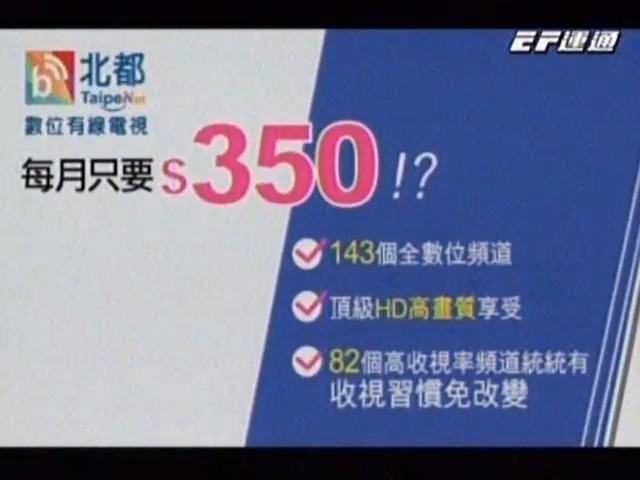 EF運通
北都
TaipeiNet
數位有線電視
每月只要$350!?
143個全數位頻道
頂級HD高畫質享受
82個高收視率頻道統統有
收視習慣免改變